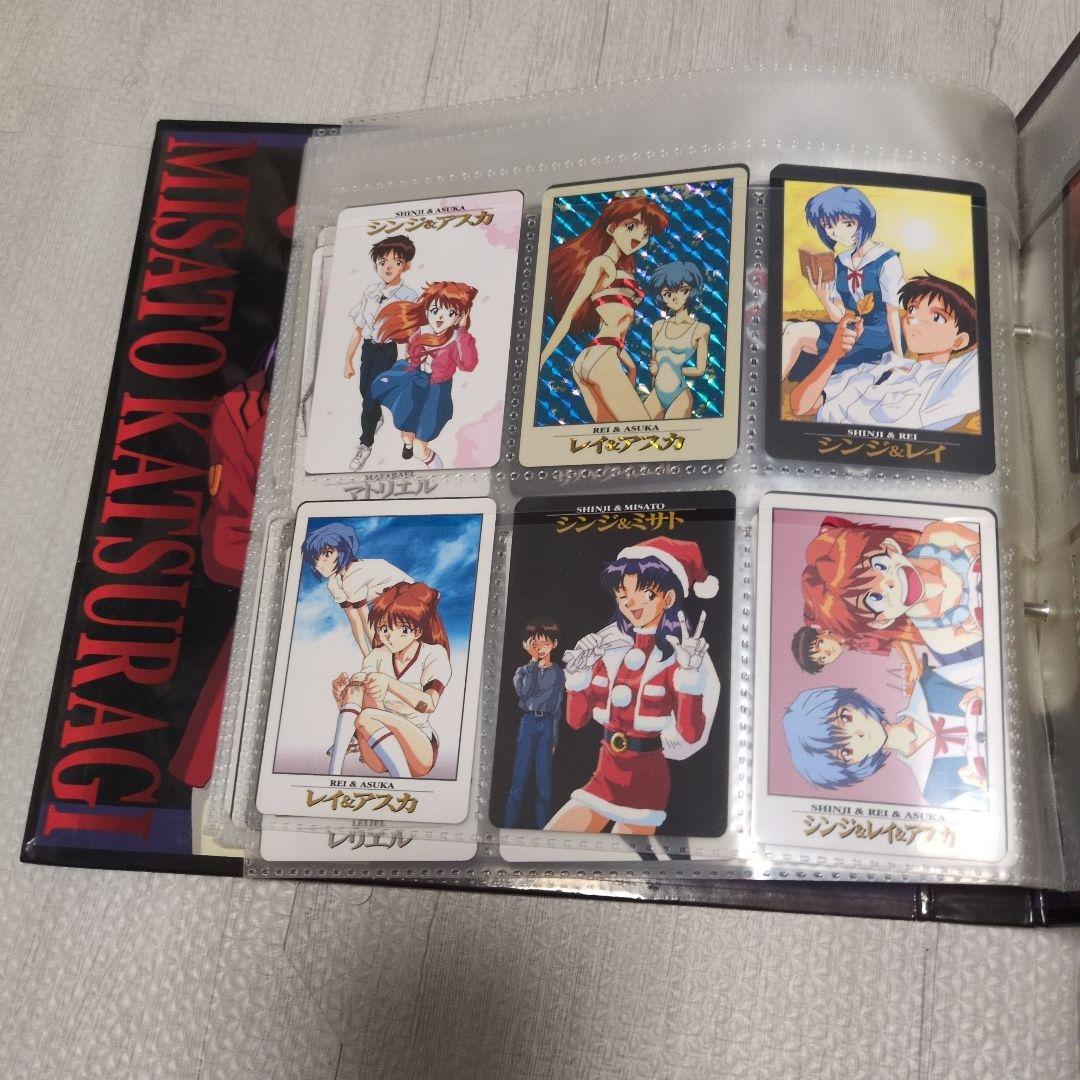 MISATO KATSURAGI
SHINJI & ASUKA
シンジ&アスカ
REI & ASUKA
レイ&アスカ
SHINJI & REI
シンジ&レイ
MATARAEL
マトリエル
REI & ASUKA
レイ&アスカ
レリエル
SHINJI & MISATO
シンジ&ミサト
SHINJI & REI & ASUKA
シンジ&レイ&アスカ